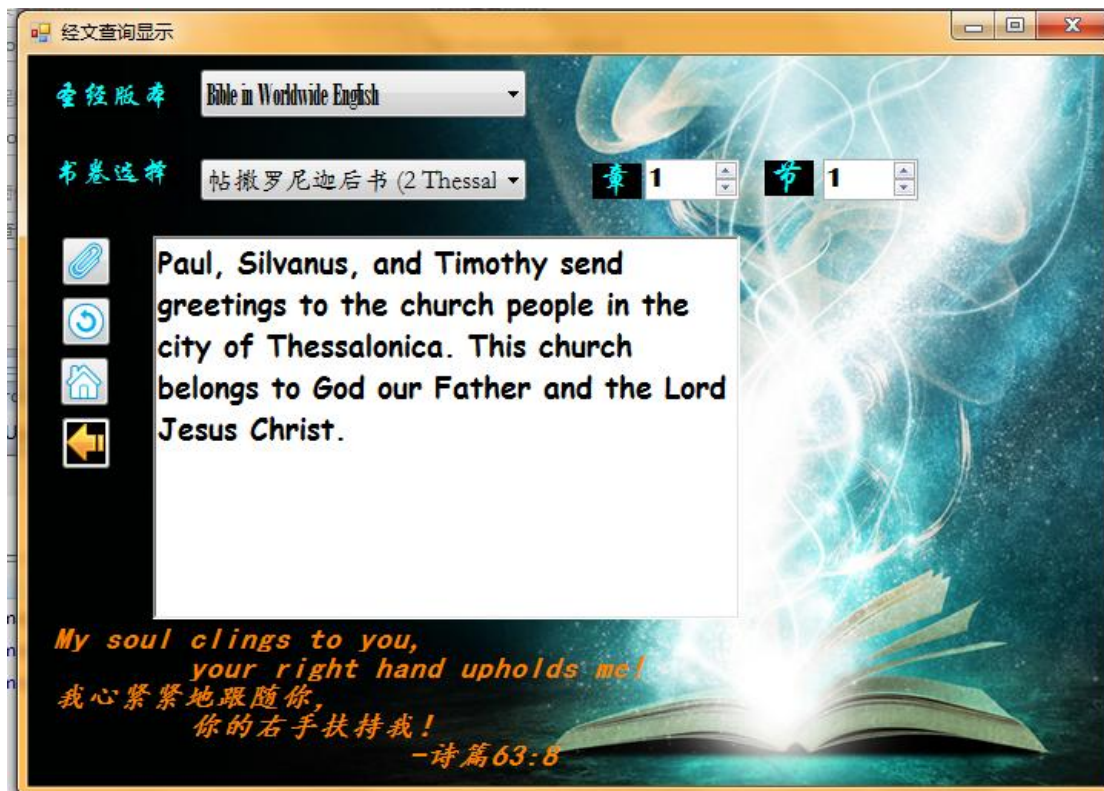 经文查询显示
圣经版本
Bible in Worldwide English
书卷选择
帖撒罗尼迦后书 (2 Thessal
章 1
节 1
Paul, Silvanus, and Timothy send
greetings to the church people in the
city of Thessalonica. This church
belongs to God our Father and the Lord
Jesus Christ.
My soul clings to you,
your right hand upholds me!
我心紧紧地跟随你,
你的右手扶持我!
-诗篇63:8